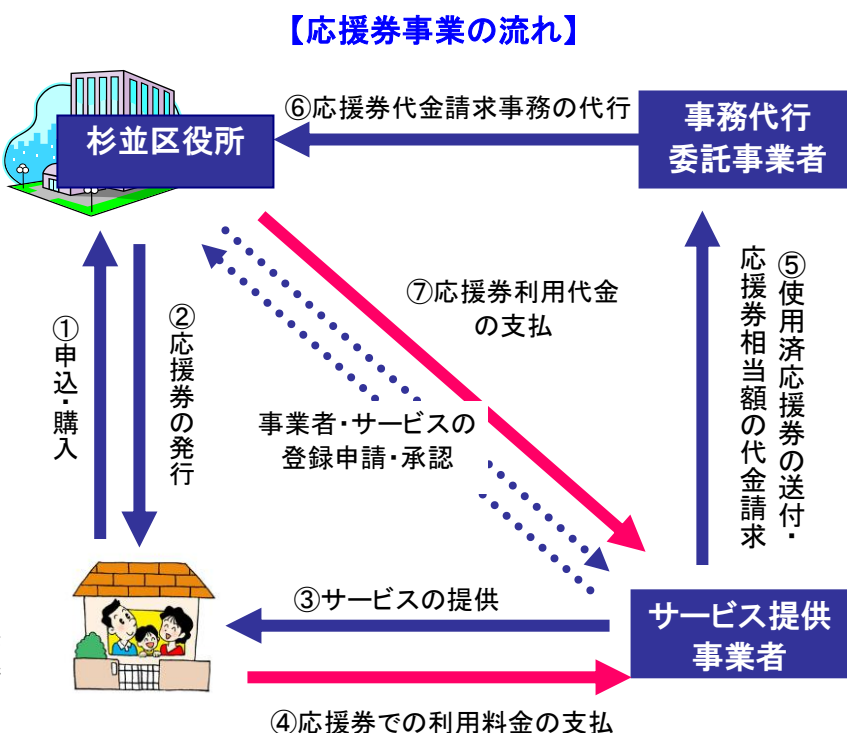 【応援券事業の流れ】
⑥応援券代金請求事務の代行
杉並区役所
事務代行
委託事業者
①申込・購入
②応援券の発行
⑦応援券利用代金
の支払
事業者・サービスの
登録申請・承認
⑤使用済応援券の送付・
応援券相当額の代金請求
③サービスの提供
サービス提供
事業者
④応援券での利用料金の支払